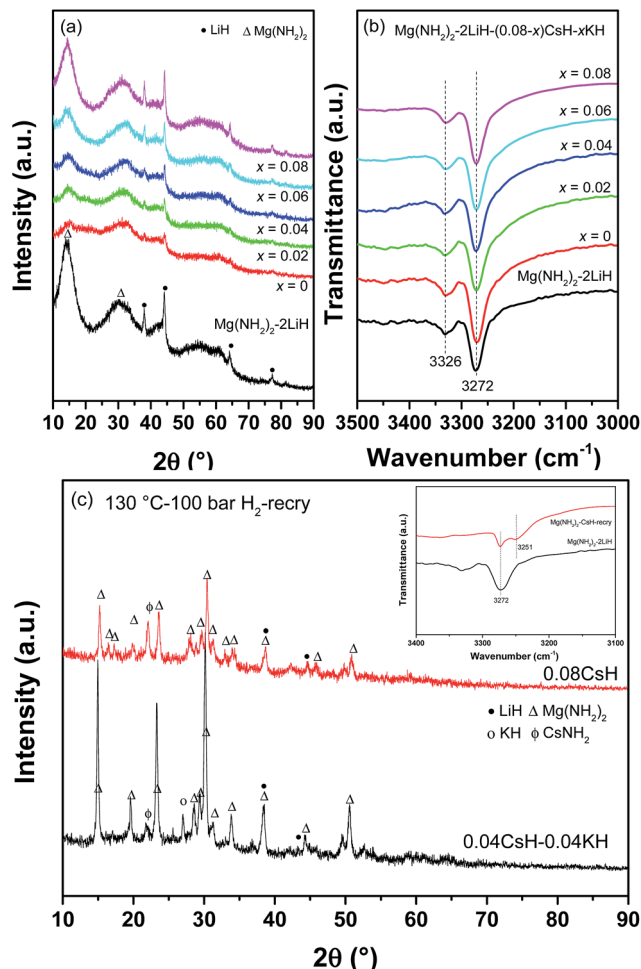 (a)
● LiH Δ Mg(NH₂)₂
Intensity (a.u.)
x = 0.08
x = 0.06
x = 0.04
x = 0.02
x = 0
Δ
Δ
Mg(NH₂)₂-2LiH
10 20 30 40 50 60 70 80 90
2θ (°)
(b)
Mg(NH₂)₂-2LiH-(0.08-x)CsH-xKH
Transmittance (a.u.)
x = 0.08
x = 0.06
x = 0.04
x = 0.02
x = 0
Mg(NH₂)₂-2LiH
3326
3272
3500 3400 3300 3200 3100 3000
Wavenumber (cm⁻¹)
(c) 130 °C-100 bar H₂-recry
Intensity (a.u.)
Transmittance (a.u.)
Mg(NH₂)₂-CsH-recry
3251
Mg(NH₂)₂-2LiH
3272
3400 3300 3200 3100
Wavenumber (cm⁻¹)
0.08CsH
● LiH Δ Mg(NH₂)₂
o KH ϕ CsNH₂
0.04CsH-0.04KH
10 20 30 40 50 60 70 80 90
2θ (°)